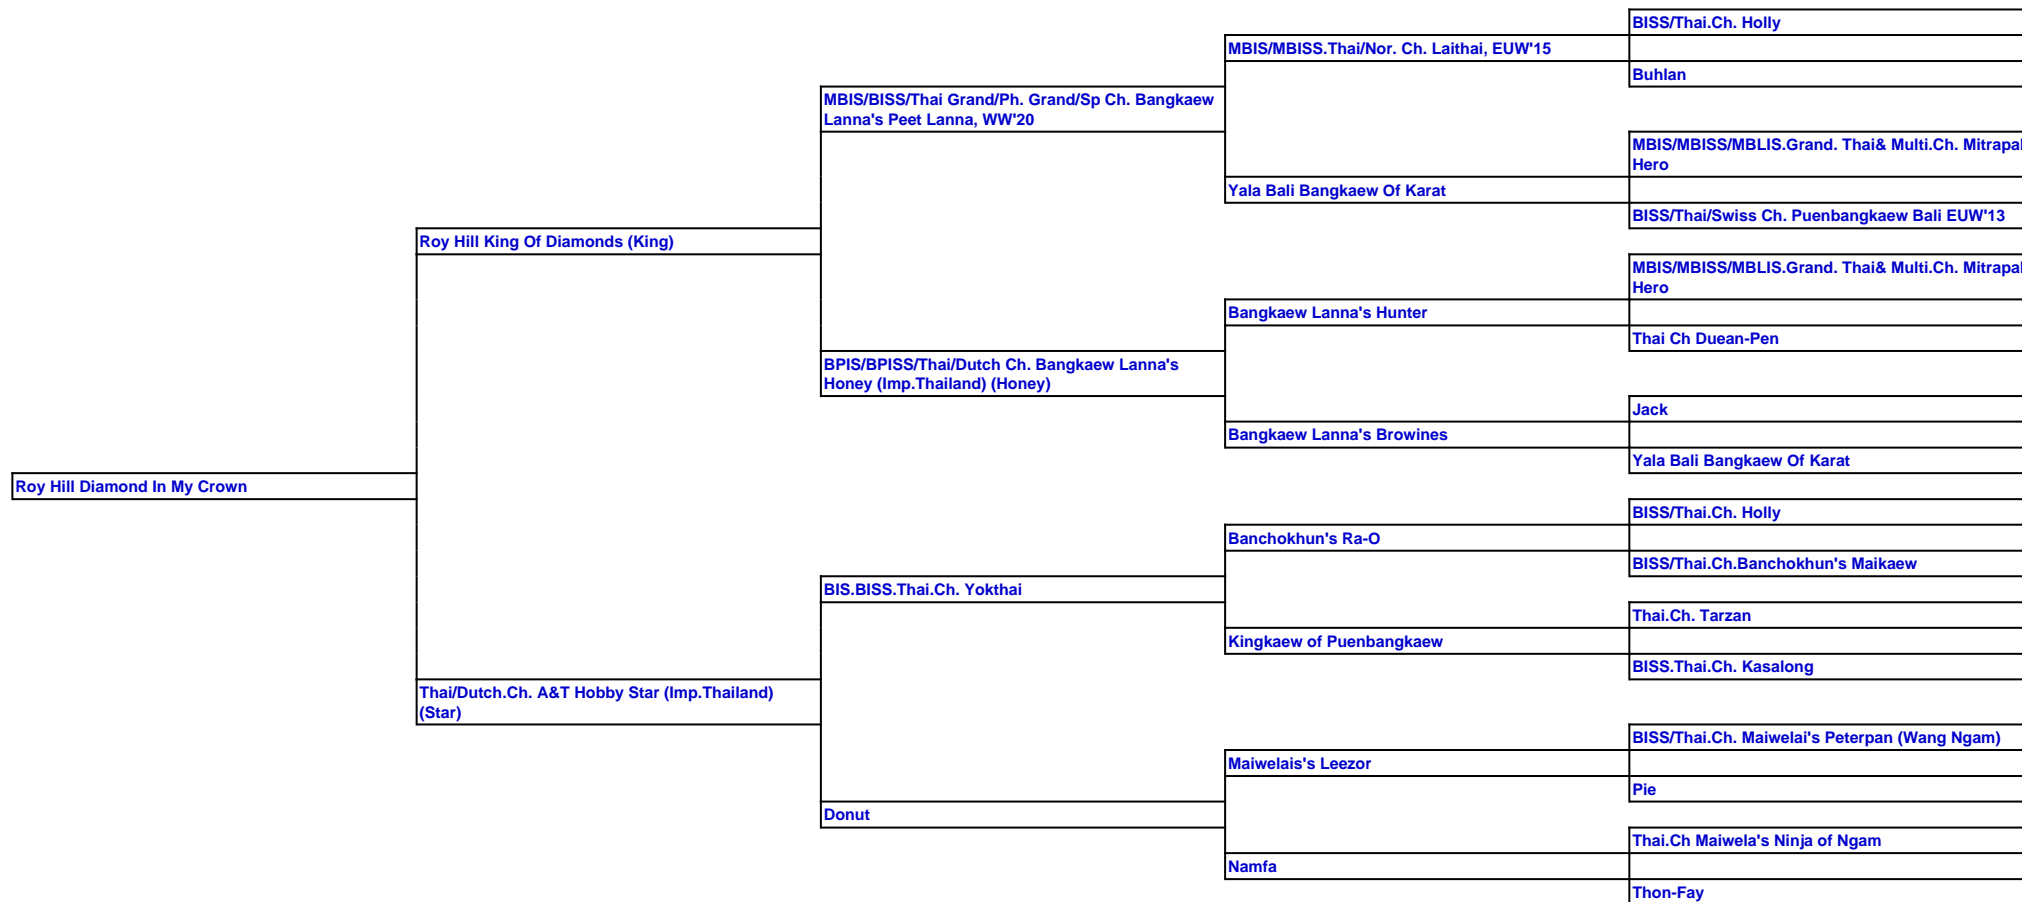 BISS/Thai.Ch. Holly
MBIS/MBISS.Thai/Nor. Ch. Laithai, EUW'15
Buhlan
MBIS/BISS/Thai Grand/Ph. Grand/Sp Ch. Bangkaew
Lanna's Peet Lanna, WW'20
MBIS/MBISS/MBLIS.Grand. Thai& Multi.Ch. Mitrapa
Hero
Yala Bali Bangkaew Of Karat
BISS/Thai/Swiss Ch. Puenbangkaew Bali EUW'13
Roy Hill King Of Diamonds (King)
MBIS/MBISS/MBLIS.Grand. Thai& Multi.Ch. Mitrapa
Hero
Bangkaew Lanna's Hunter
Thai Ch Duean-Pen
BPIS/BPISS/Thai/Dutch Ch. Bangkaew Lanna's
Honey (Imp.Thailand) (Honey)
Jack
Bangkaew Lanna's Browines
Yala Bali Bangkaew Of Karat
Roy Hill Diamond In My Crown
BISS/Thai.Ch. Holly
Banchokhun's Ra-O
BISS/Thai.Ch.Banchokhun's Maikaew
BIS.BISS.Thai.Ch. Yokthai
Thai.Ch. Tarzan
Kingkaew of Puenbangkaew
BISS.Thai.Ch. Kasalong
Thai/Dutch.Ch. A&T Hobby Star (Imp.Thailand)
(Star)
BISS/Thai.Ch. Maiwelai's Peterpan (Wang Ngam)
Maiwelais's Leezor
Pie
Donut
Thai.Ch Maiwela's Ninja of Ngam
Namfa
Thon-Fay